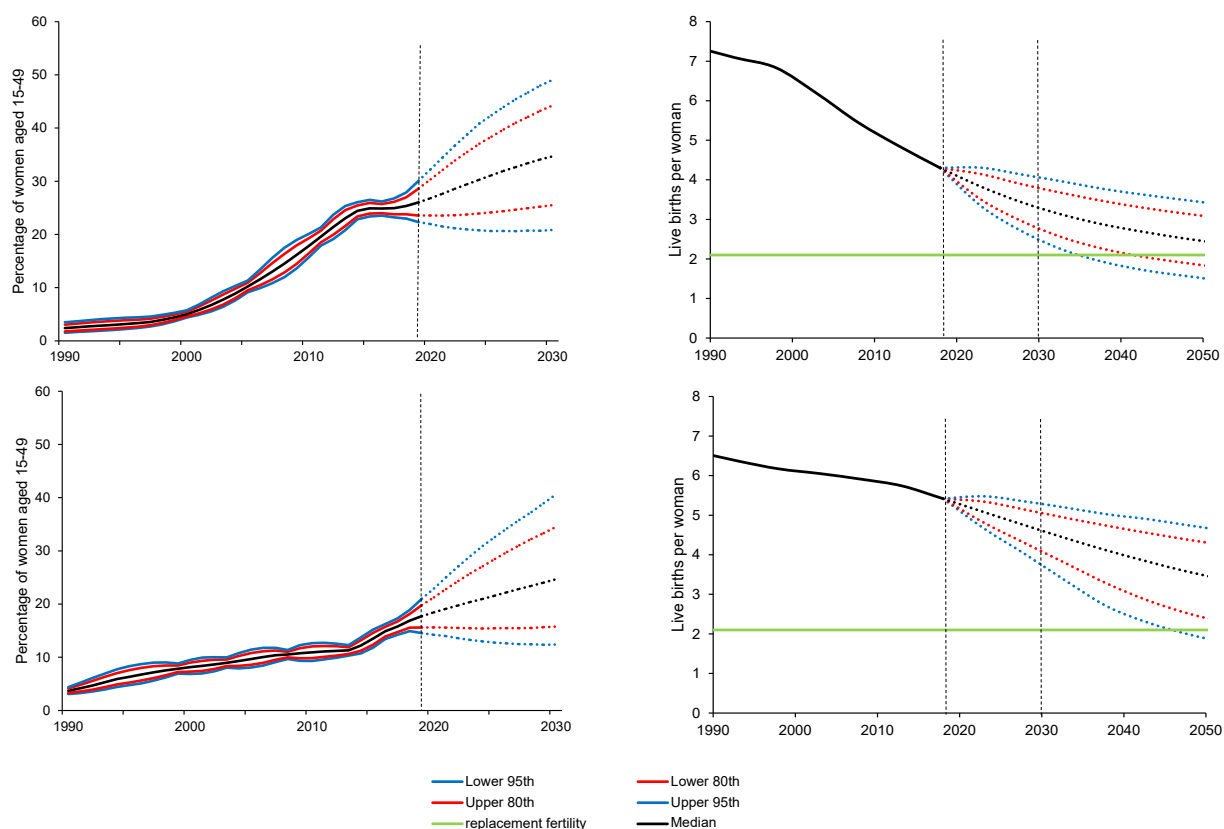 Percentage of women aged 15-49
60
50
40
30
20
10
0
1990 2000 2010 2020 2030
Live births per woman
8
7
6
5
4
3
2
1
0
1990 2000 2010 2020 2030 2040 2050
Percentage of women aged 15-49
60
50
40
30
20
10
0
1990 2000 2010 2020 2030
Live births per woman
8
7
6
5
4
3
2
1
0
1990 2000 2010 2020 2030 2040 2050
Lower 95th Lower 80th
Upper 80th Upper 95th
replacement fertility Median